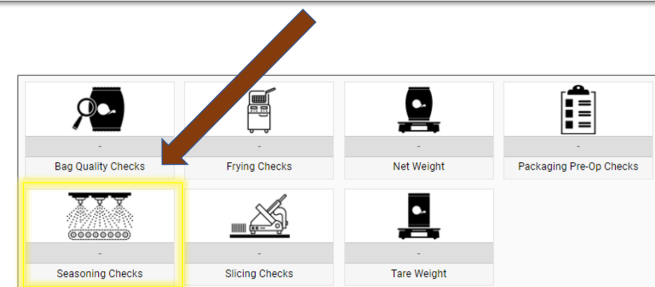 -
-
-
-
Bag Quality Checks
Frying Checks
Net Weight
Packaging Pre-Op Checks
-
-
-
Seasoning Checks
Slicing Checks
Tare Weight